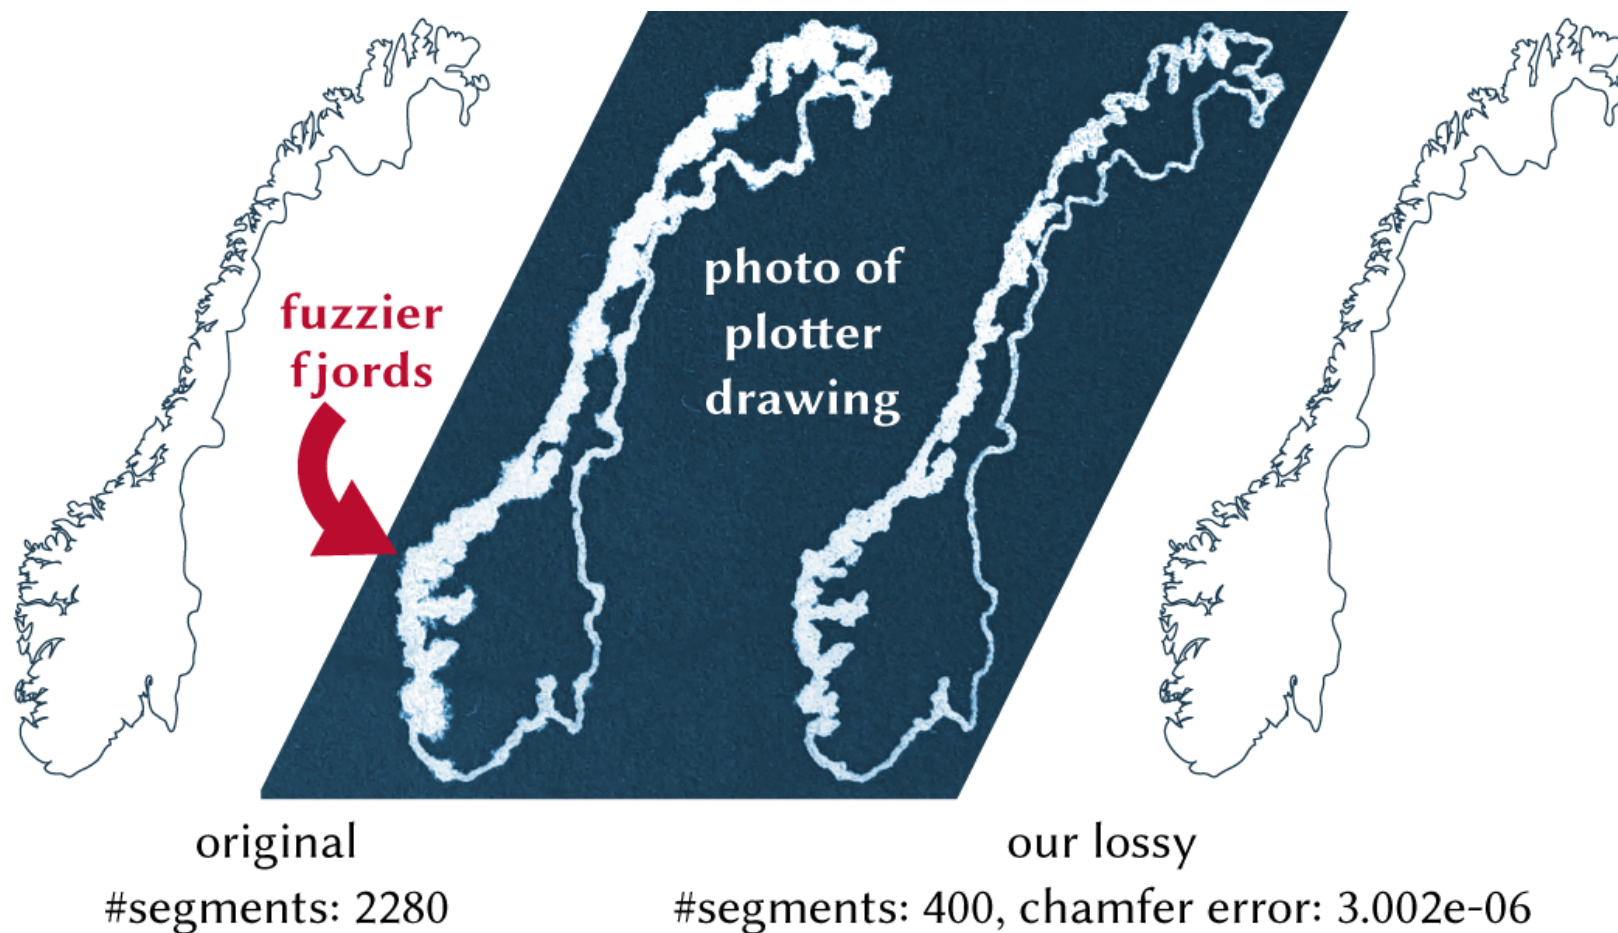 fuzzier
fjords
photo of
plotter
drawing
original
#segments: 2280
our lossy
#segments: 400, chamfer error: 3.002e-06